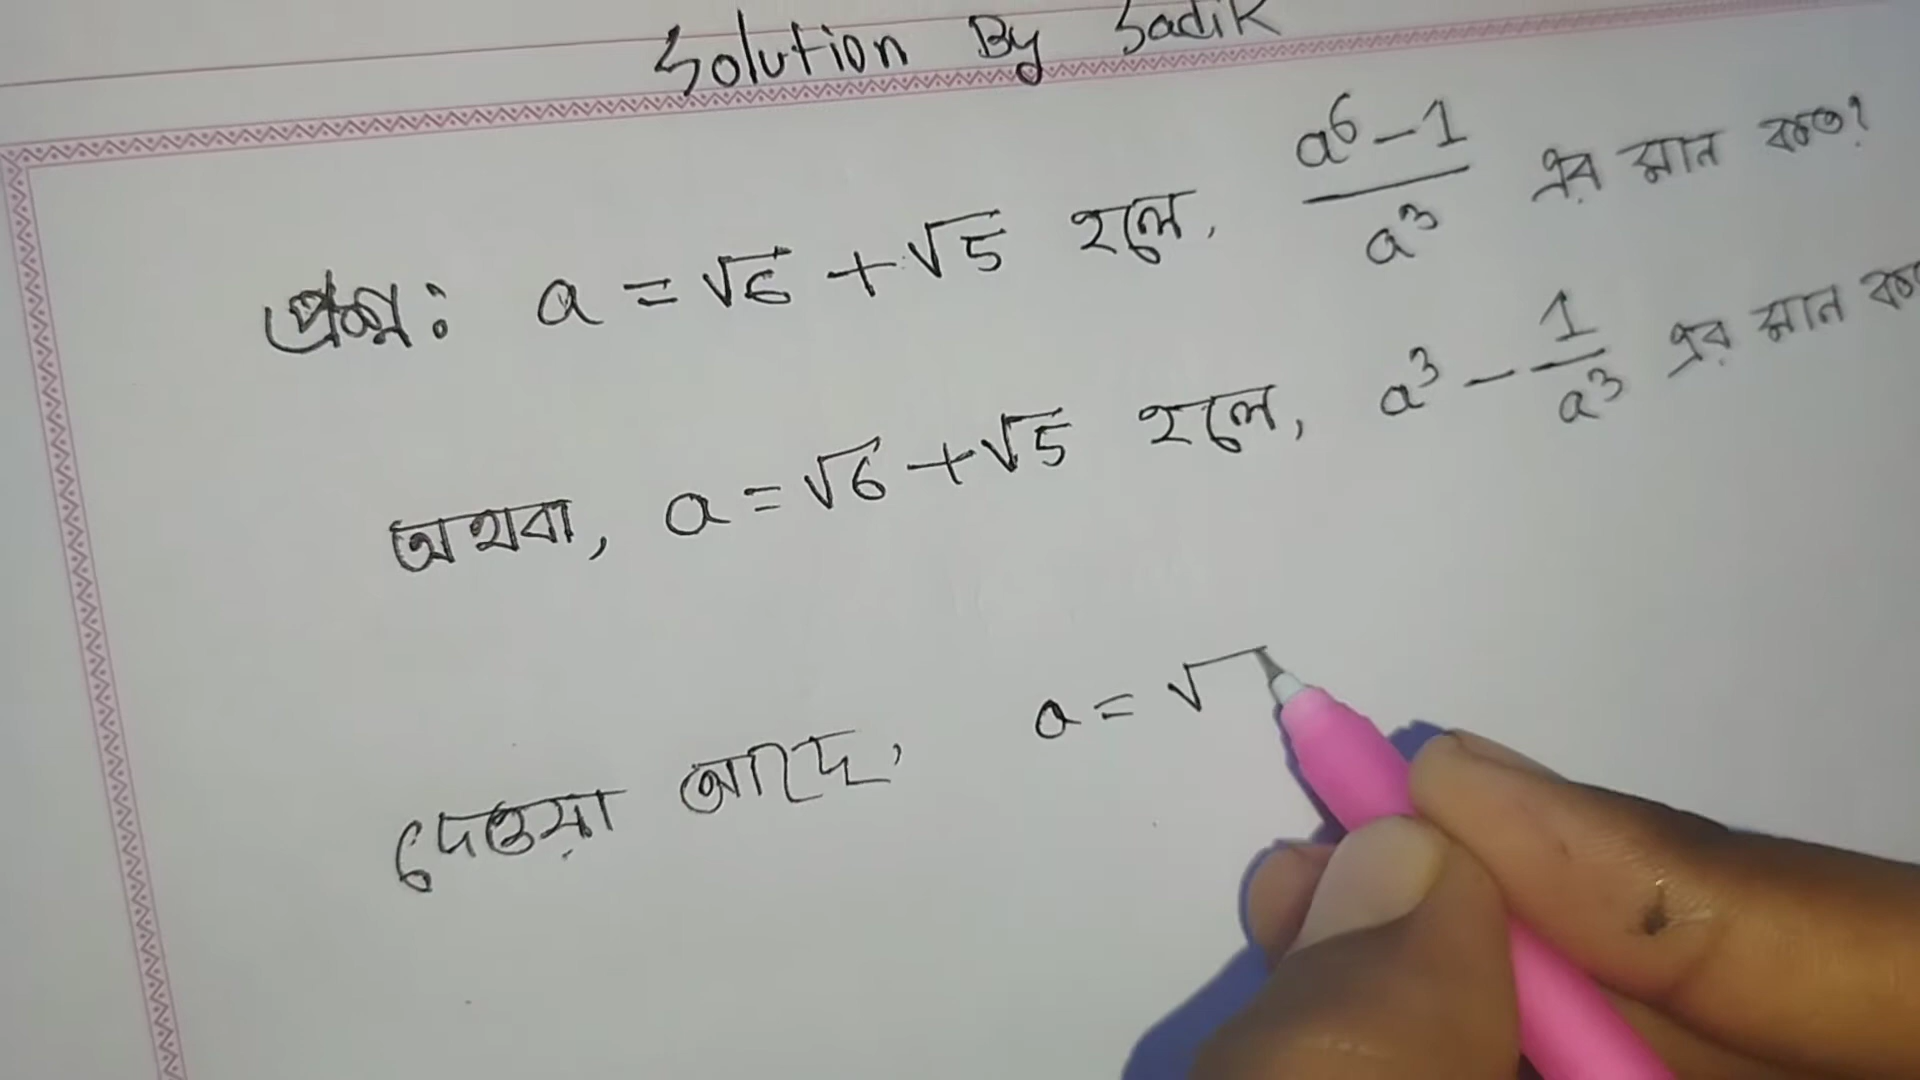 Solution By Sadik
প্রশ্ন: a = √6 + √5 হলে, (a⁶ – 1)/a³ এর মান কত?
অথবা, a = √6 + √5 হলে, a³ – 1/a³ এর মান কত
দেওয়া আছে, a = √